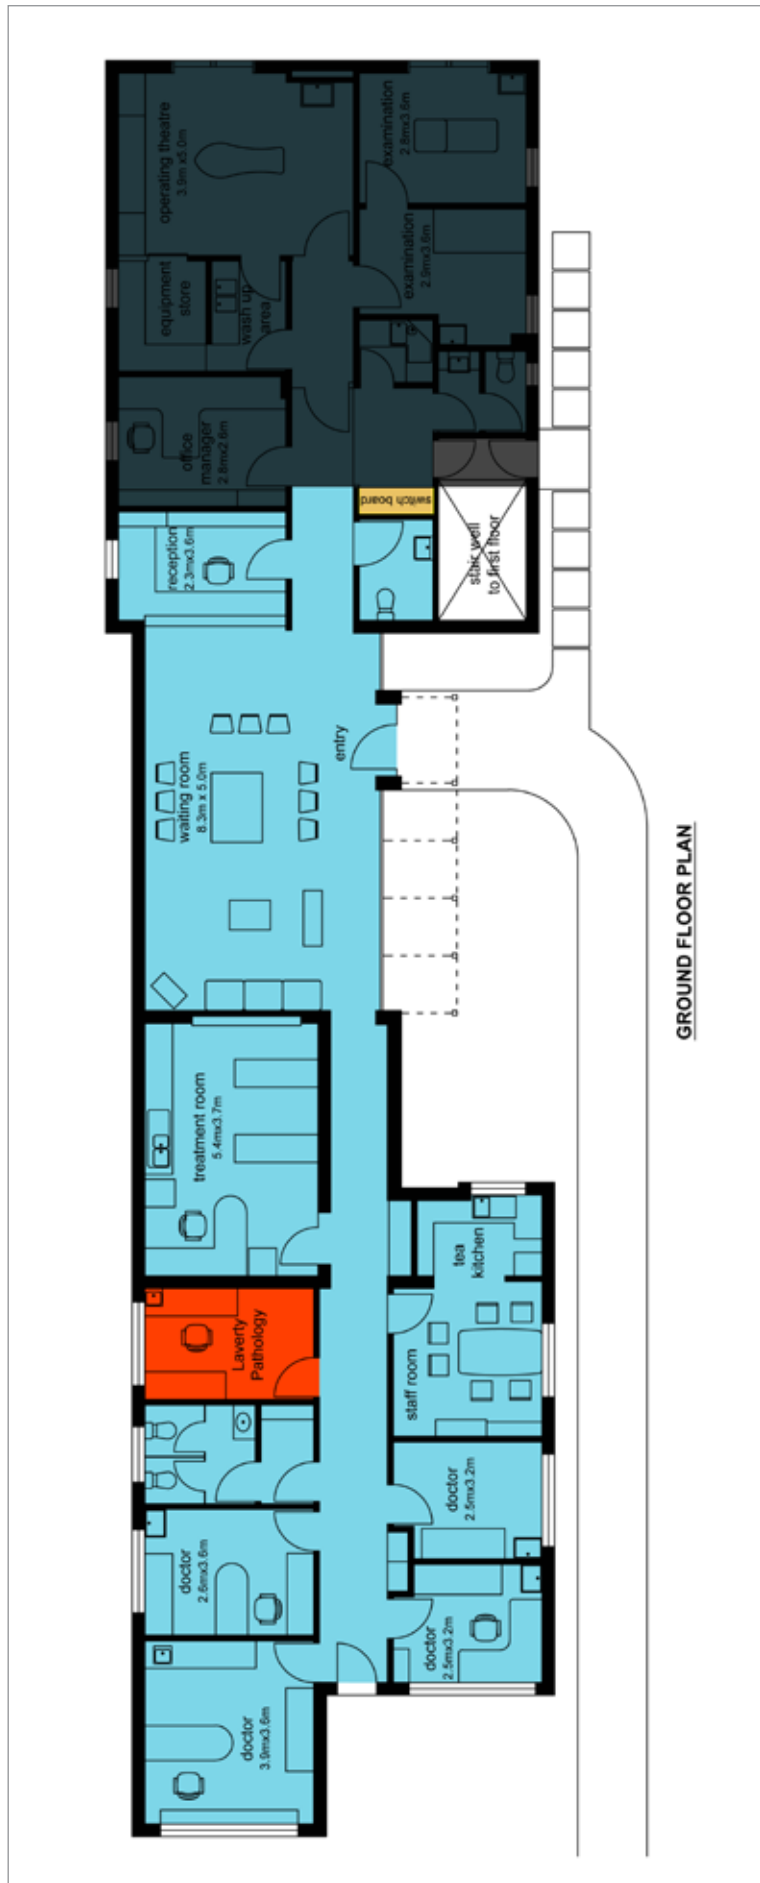 operating theatre
3.9m x5.0m
examination
2.8mx3.6m
examination
2.9mx3.6m
equipment
store
wash up
area
office
manager
2.8mx2.6m
switch board
reception
2.3mx3.6m
stair well
to first floor
entry
waiting room
8.3m x 5.0m
GROUND FLOOR PLAN
treatment room
5.4mx3.7m
tea
kitchen
Laverty
Pathology
staff room
doctor
2.5mx3.2m
doctor
2.6mx3.6m
doctor
2.5mx3.2m
doctor
3.9mx3.6m